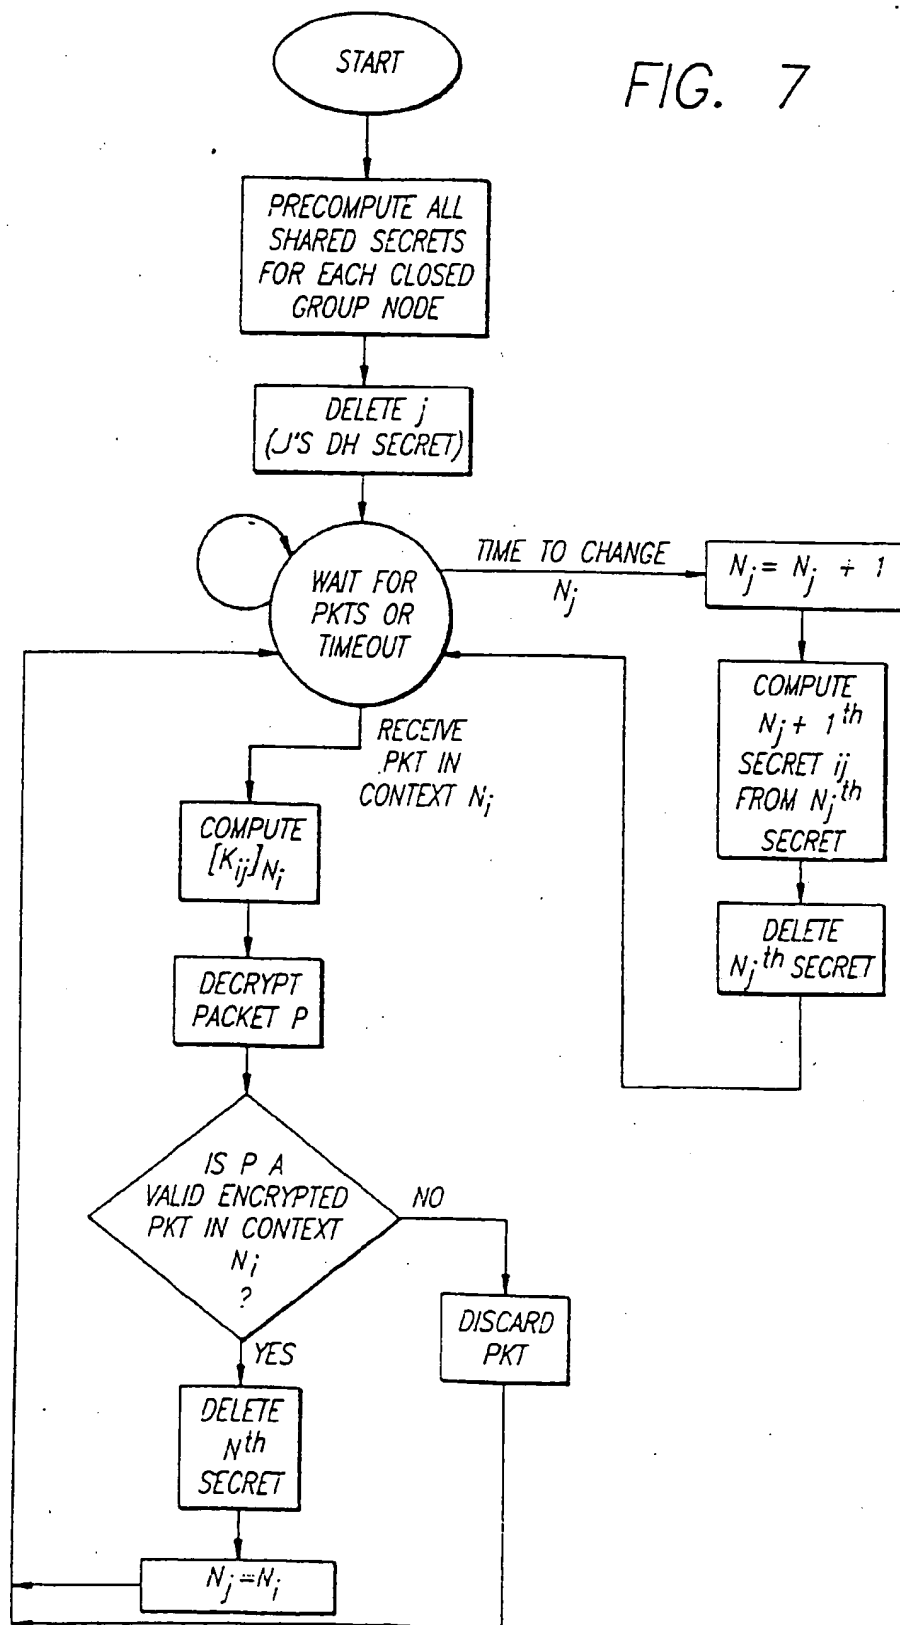 START
FIG. 7
PRECOMPUTE ALL
SHARED SECRETS
FOR EACH CLOSED
GROUP NODE
DELETE j
(J'S DH SECRET)
WAIT FOR
PKTS OR
TIMEOUT
TIME TO CHANGE
Nj
Nj = Nj + 1
COMPUTE
Nj + 1th
SECRET ij
FROM Njth
SECRET
DELETE
Njth SECRET
RECEIVE
PKT IN
CONTEXT Ni
COMPUTE
[Kij]Ni
DECRYPT
PACKET P
IS P A
VALID ENCRYPTED
PKT IN CONTEXT
Ni
?
NO
DISCARD
PKT
YES
DELETE
Nth
SECRET
Nj=Ni